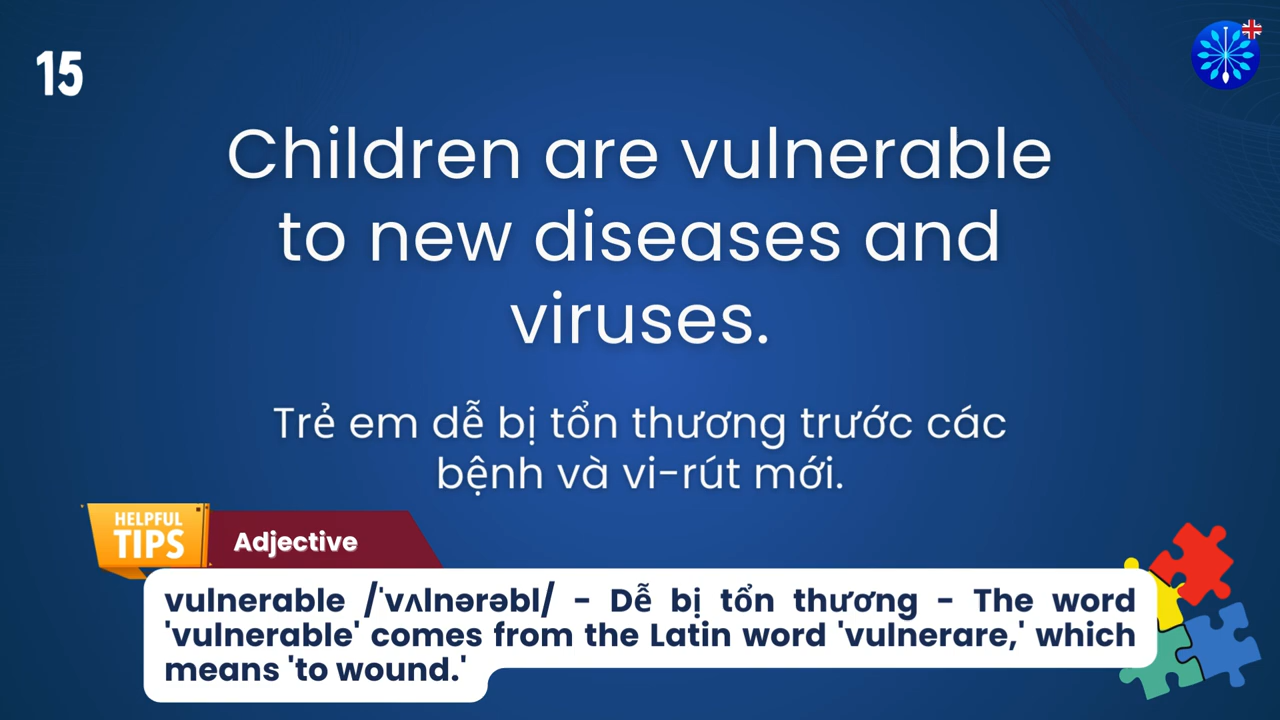 15
Children are vulnerable
to new diseases and
viruses.
Trẻ em dễ bị tổn thương trước các
bệnh và vi-rút mới.
HELPFUL
TIPS
Adjective
vulnerable /ˈvʌlnərəbl/ - Dễ bị tổn thương - The word
'vulnerable' comes from the Latin word 'vulnerare,' which
means 'to wound.'